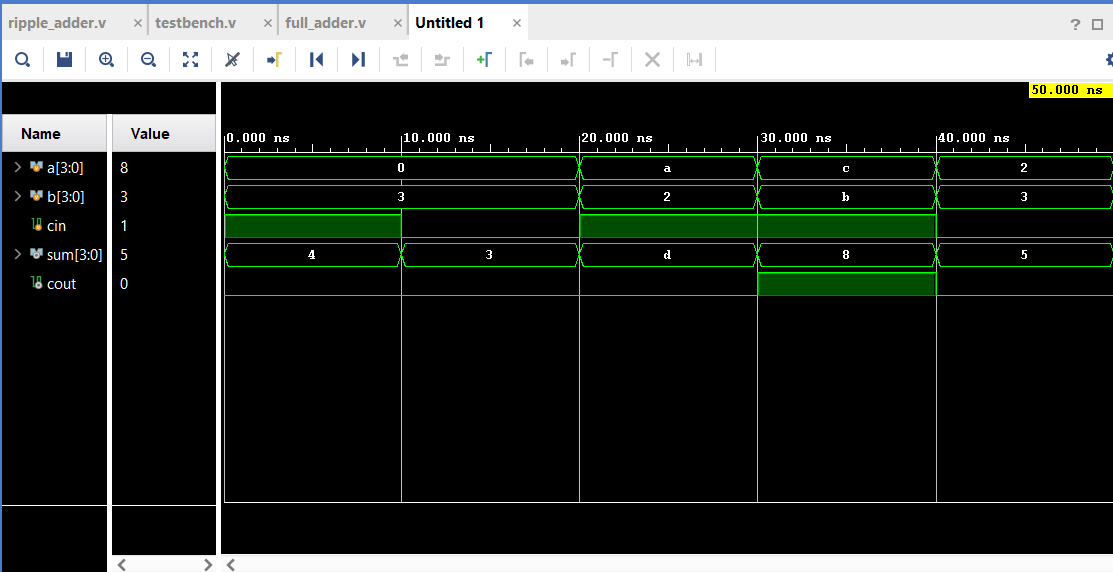 ripple_adder.v × testbench.v × full_adder.v × Untitled 1 × ?
50.000 ns
Name Value 0.000 ns 10.000 ns 20.000 ns 30.000 ns 40.000 ns
a[3:0] 8 0 a c 2
b[3:0] 3 3 2 b 3
cin 1
sum[3:0] 5 4 3 d 8 5
cout 0